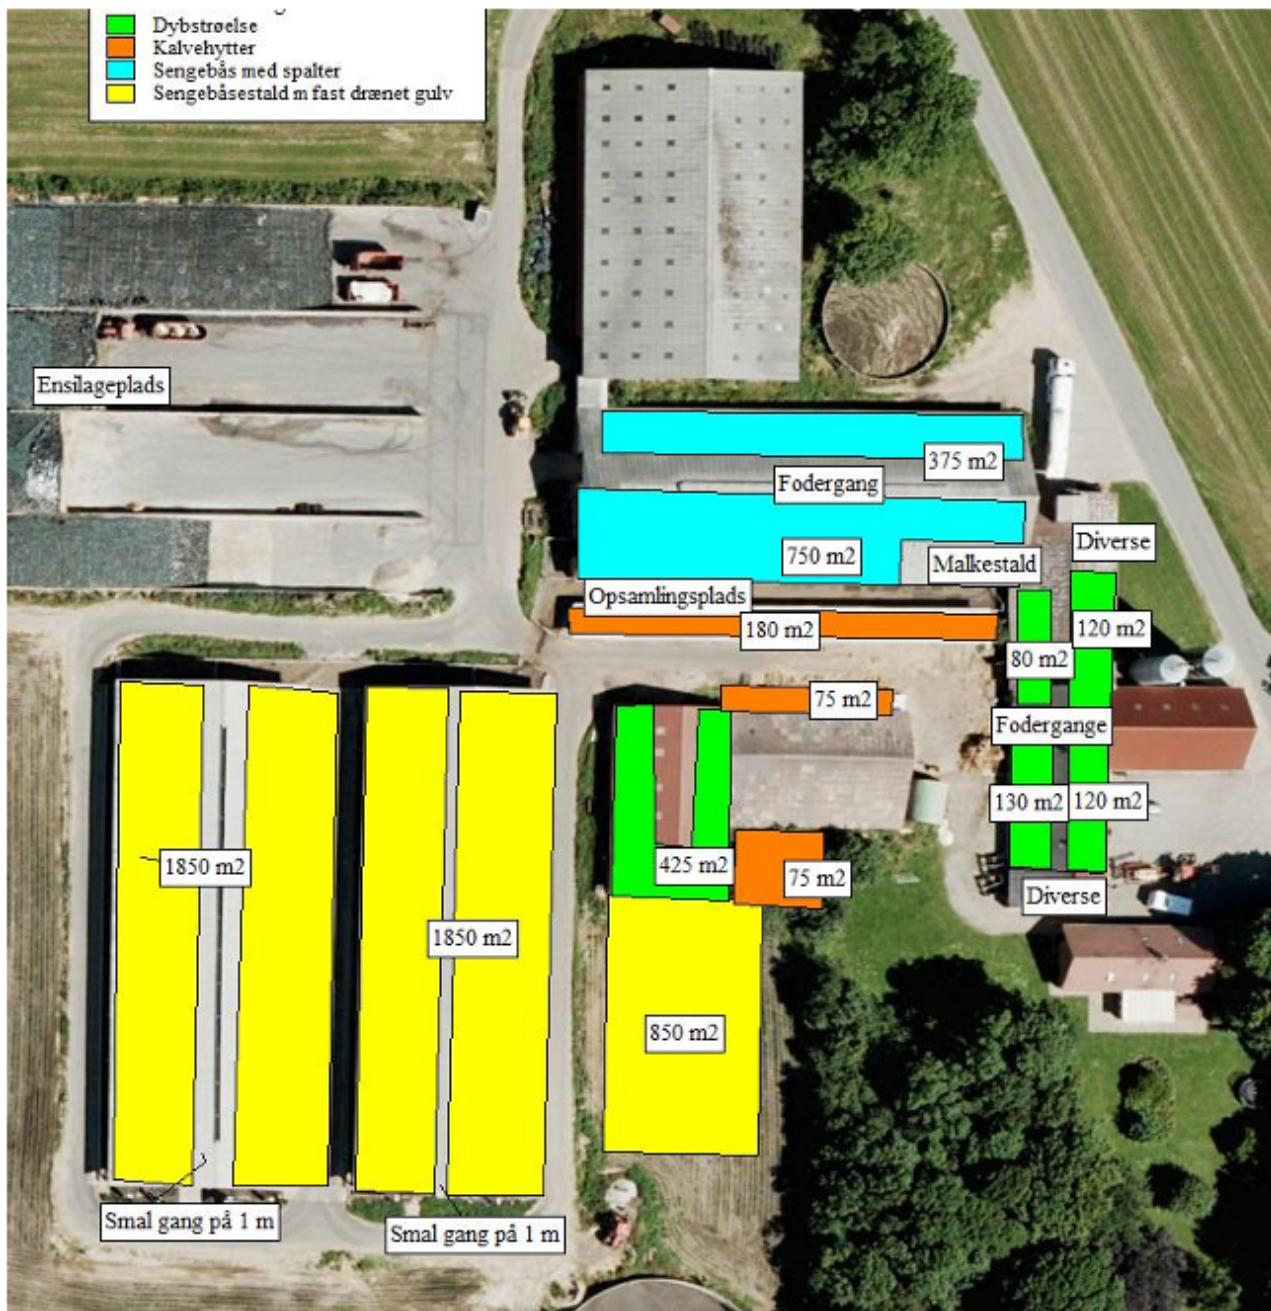 Dybstrøelse
Kalvehytter
Sengebås med spalter
Sengebåsestald m fast drænet gulv
Ensilageplads
375 m2
Fodergang
750 m2
Malkestald
Diverse
Opsamlingsplads
180 m2
120 m2
80 m2
75 m2
Fodergange
130 m2
120 m2
1850 m2
425 m2
75 m2
Diverse
1850 m2
850 m2
Smal gang på 1 m
Smal gang på 1 m